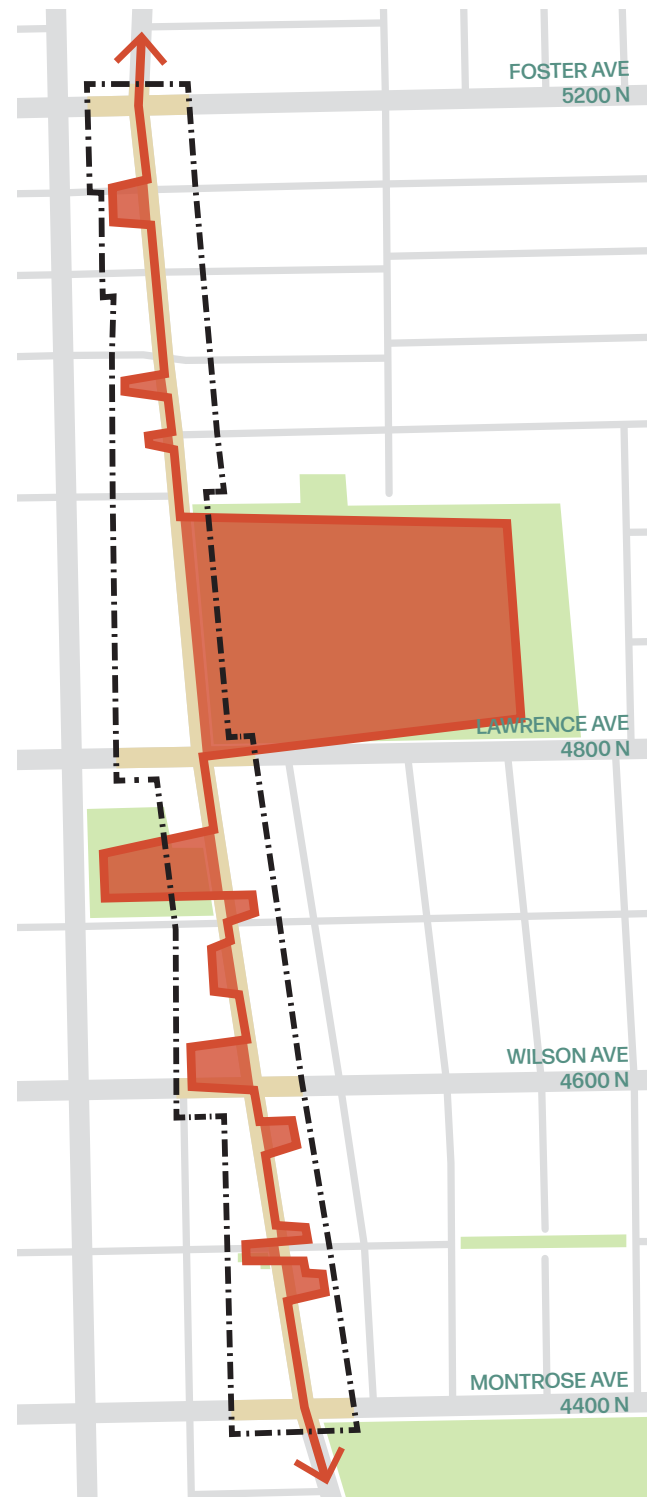 FOSTER AVE
5200 N
LAWRENCE AVE
4800 N
WILSON AVE
4600 N
MONTROSE AVE
4400 N